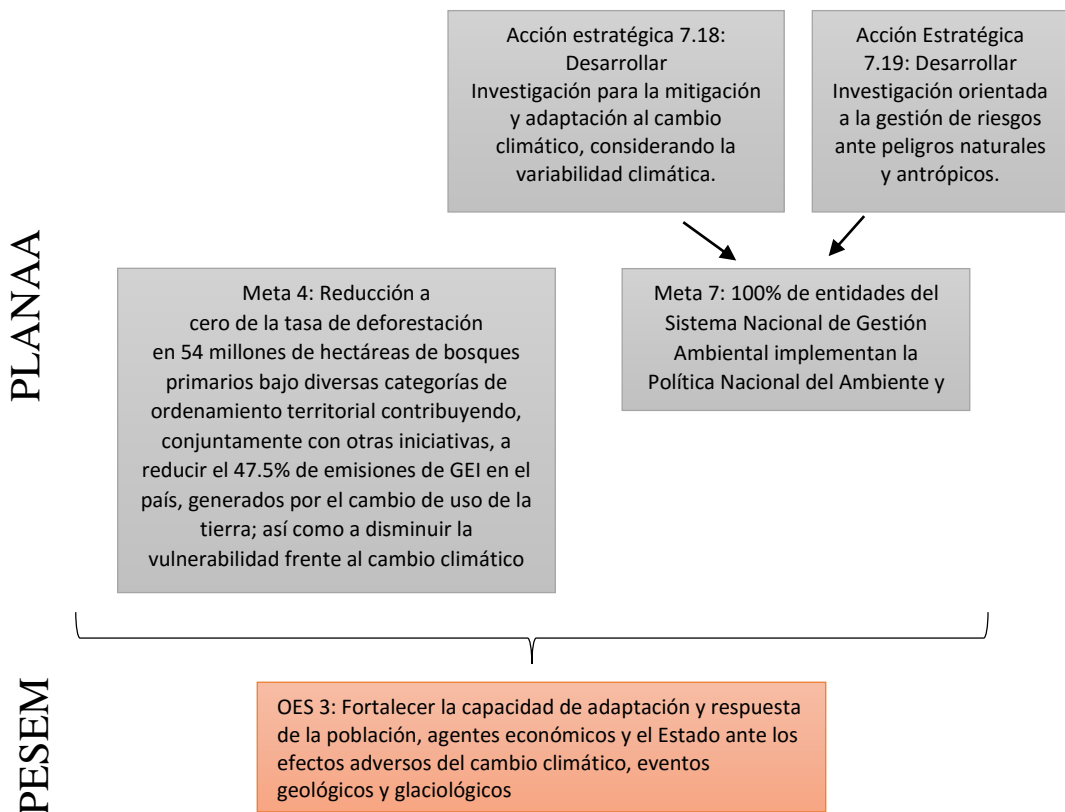 Acción estratégica 7.18:
Desarrollar
Investigación para la mitigación
y adaptación al cambio
climático, considerando la
variabilidad climática.
Acción Estratégica
7.19: Desarrollar
Investigación orientada
a la gestión de riesgos
ante peligros naturales
y antrópicos.
PLANAA
Meta 4: Reducción a
cero de la tasa de deforestación
en 54 millones de hectáreas de bosques
primarios bajo diversas categorías de
ordenamiento territorial contribuyendo,
conjuntamente con otras iniciativas, a
reducir el 47.5% de emisiones de GEI en el
país, generados por el cambio de uso de la
tierra; así como a disminuir la
vulnerabilidad frente al cambio climático
Meta 7: 100% de entidades del
Sistema Nacional de Gestión
Ambiental implementan la
Política Nacional del Ambiente y
PESEM
OES 3: Fortalecer la capacidad de adaptación y respuesta
de la población, agentes económicos y el Estado ante los
efectos adversos del cambio climático, eventos
geológicos y glaciológicos